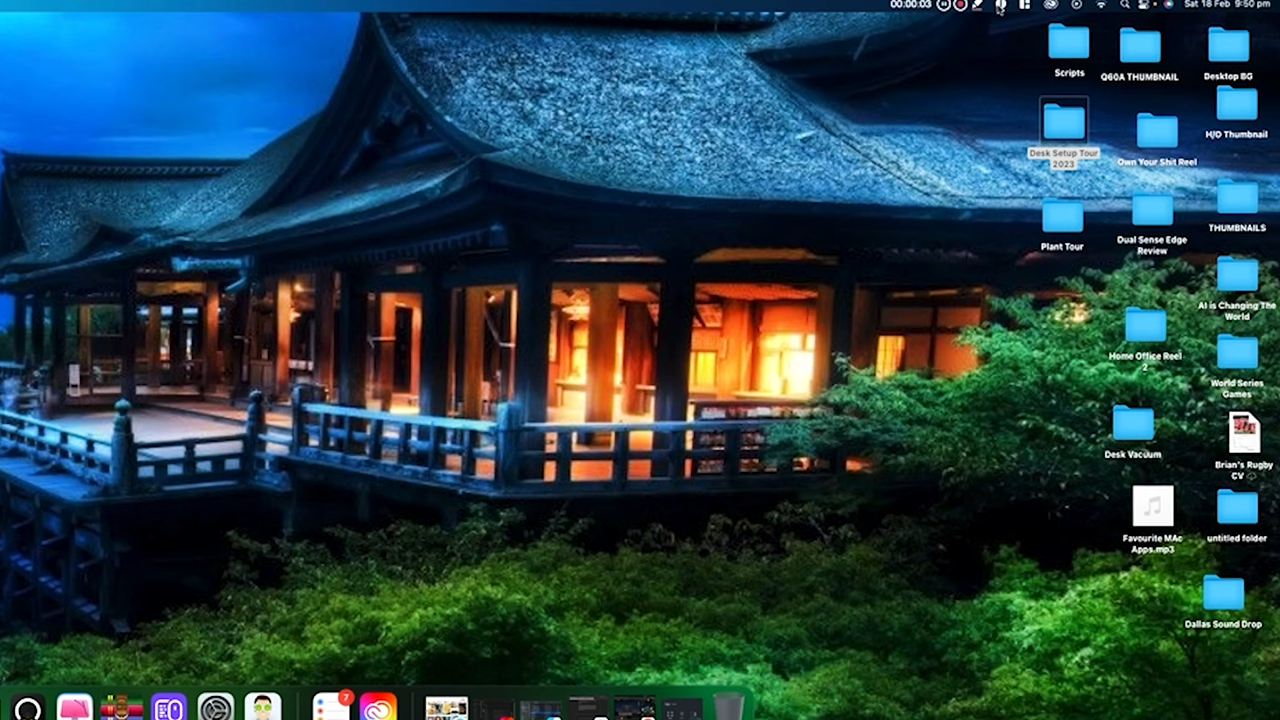 00:00:03 Sat 18 Feb 9:50 pm
Scripts
Q60A THUMBNAIL
Desktop BG
H/O Thumbnail
Desk Setup Tour
2023
Own Your Shit Reel
Plant Tour
Dual Sense Edge
Review
THUMBNAILS
AI is Changing The
World
Home Office Reel
2
World Series
Games
Desk Vacuum
Brian's Rugby
CV
Favourite MAc
Apps.mp3
untitled folder
Dallas Sound Drop
7